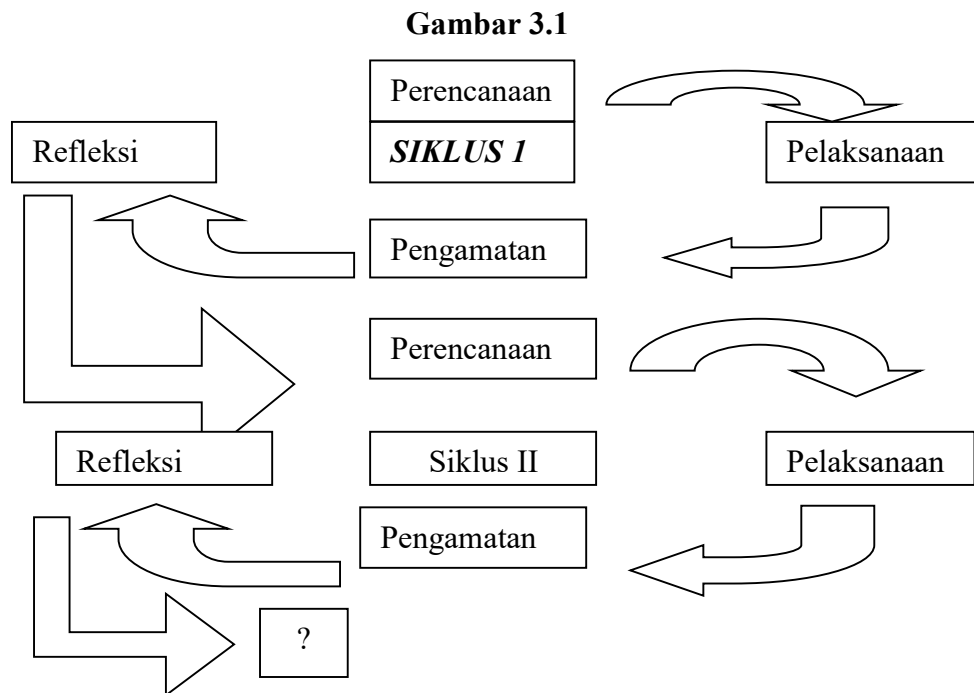 Gambar 3.1
Perencanaan
Refleksi
SIKLUS 1
Pelaksanaan
Pengamatan
Perencanaan
Refleksi
Siklus II
Pelaksanaan
Pengamatan
?